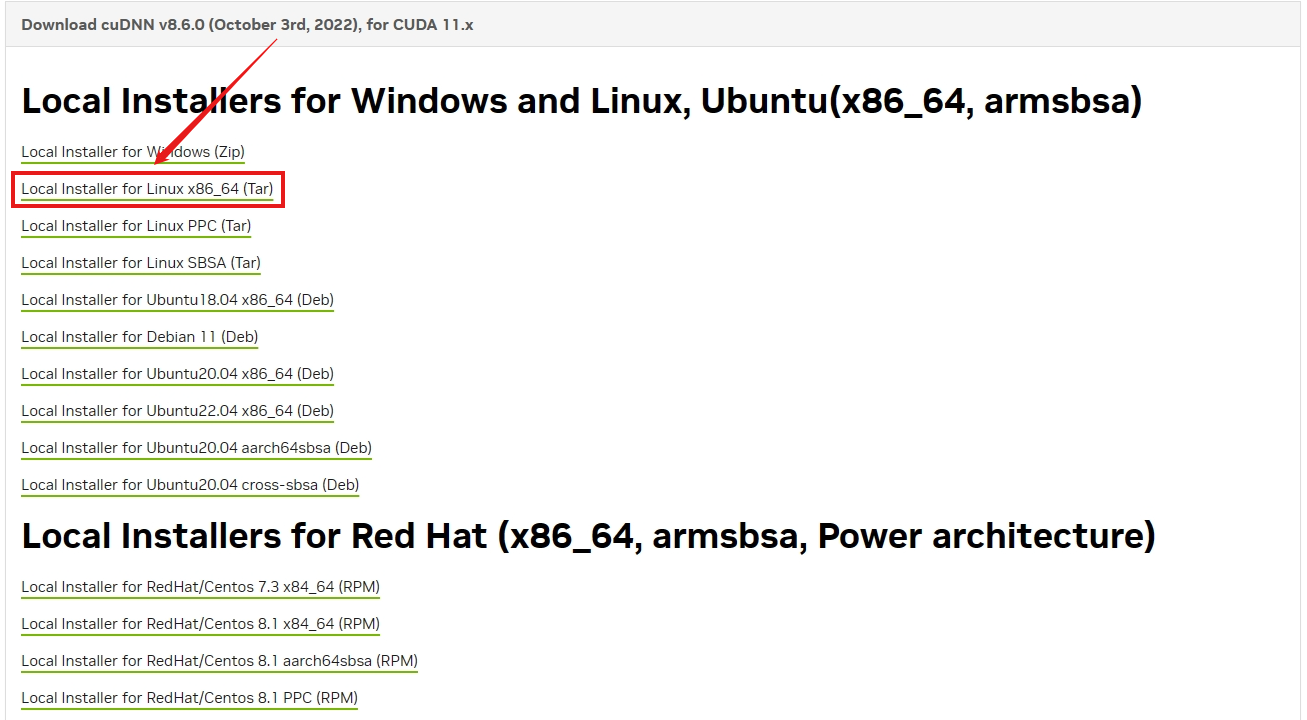 Download cuDNN v8.6.0 (October 3rd, 2022), for CUDA 11.x
Local Installers for Windows and Linux, Ubuntu(x86_64, armsbsa)
Local Installer for Windows (Zip)
Local Installer for Linux x86_64 (Tar)
Local Installer for Linux PPC (Tar)
Local Installer for Linux SBSA (Tar)
Local Installer for Ubuntu18.04 x86_64 (Deb)
Local Installer for Debian 11 (Deb)
Local Installer for Ubuntu20.04 x86_64 (Deb)
Local Installer for Ubuntu22.04 x86_64 (Deb)
Local Installer for Ubuntu20.04 aarch64sbsa (Deb)
Local Installer for Ubuntu20.04 cross-sbsa (Deb)
Local Installers for Red Hat (x86_64, armsbsa, Power architecture)
Local Installer for RedHat/Centos 7.3 x84_64 (RPM)
Local Installer for RedHat/Centos 8.1 x84_64 (RPM)
Local Installer for RedHat/Centos 8.1 aarch64sbsa (RPM)
Local Installer for RedHat/Centos 8.1 PPC (RPM)